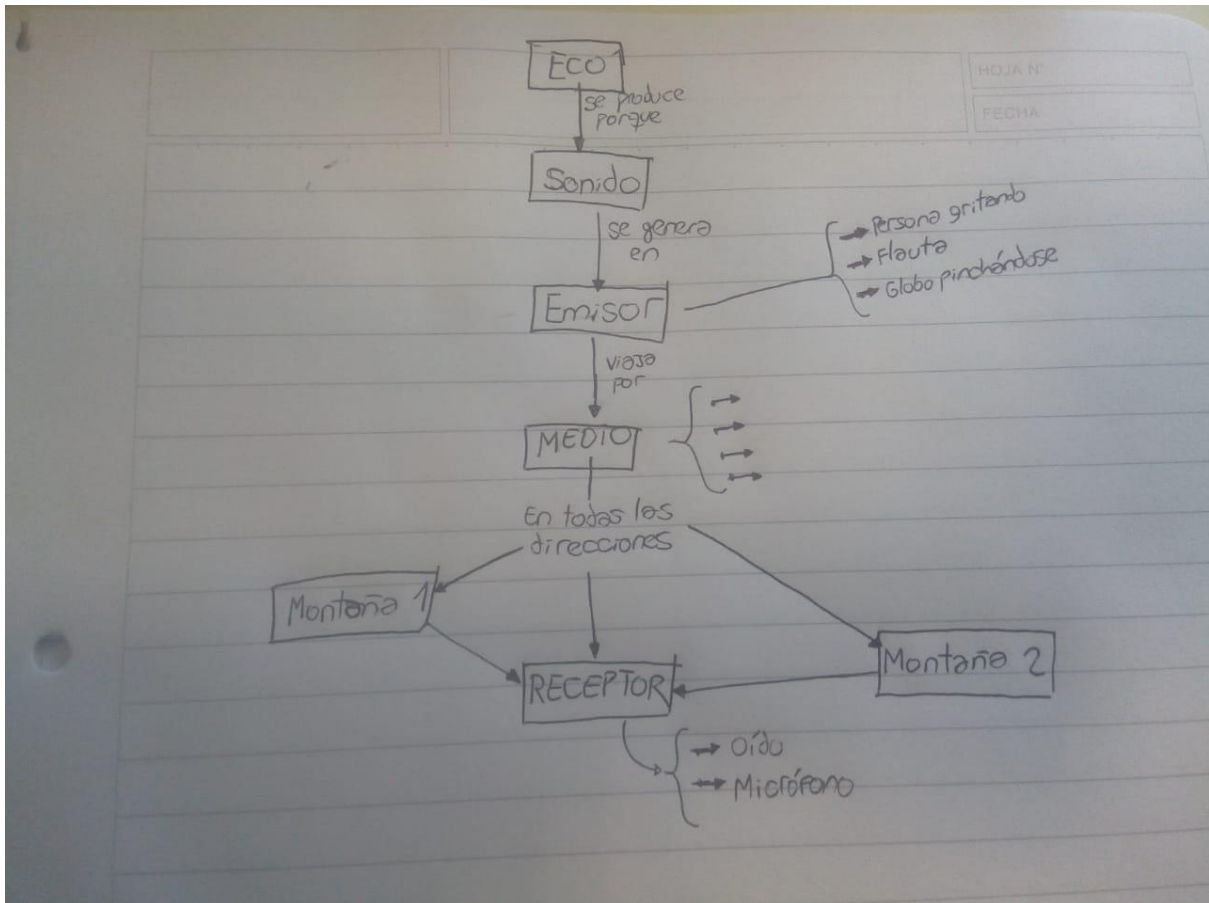 HOJA N°
FECHA
ECO
se produce
porque
Sonido
se genera
en
Persona gritando
Flauta
Globo pinchándose
Emisor
viaja
por
MEDIO
En todas las
direcciones
Montaña 1
Montaña 2
RECEPTOR
Oído
Micrófono